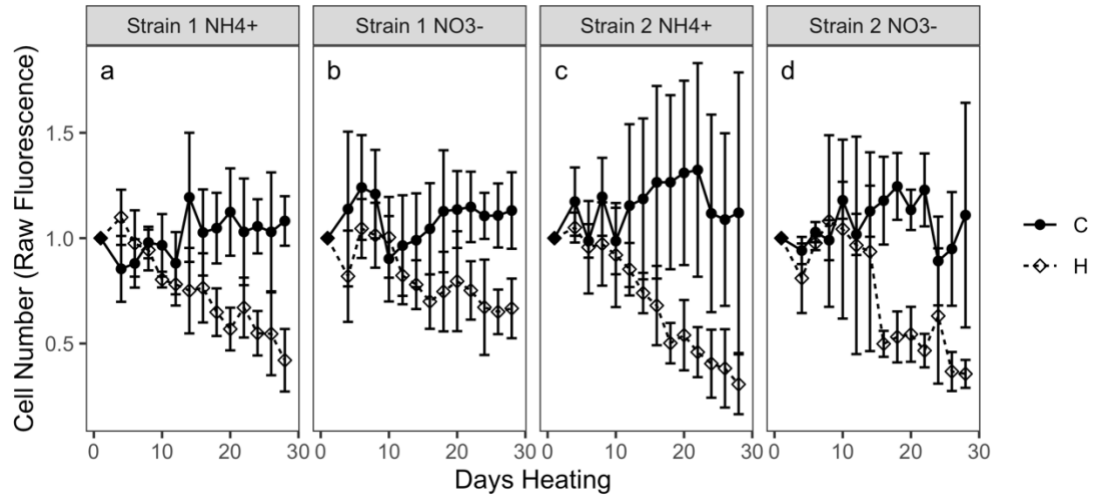 Strain 1 NH4+
Strain 1 NO3-
Strain 2 NH4+
Strain 2 NO3-
a
b
c
d
Cell Number (Raw Fluorescence)
1.5
1.0
0.5
0 10 20 30
0 10 20 30
0 10 20 30
0 10 20 30
Days Heating
C
H